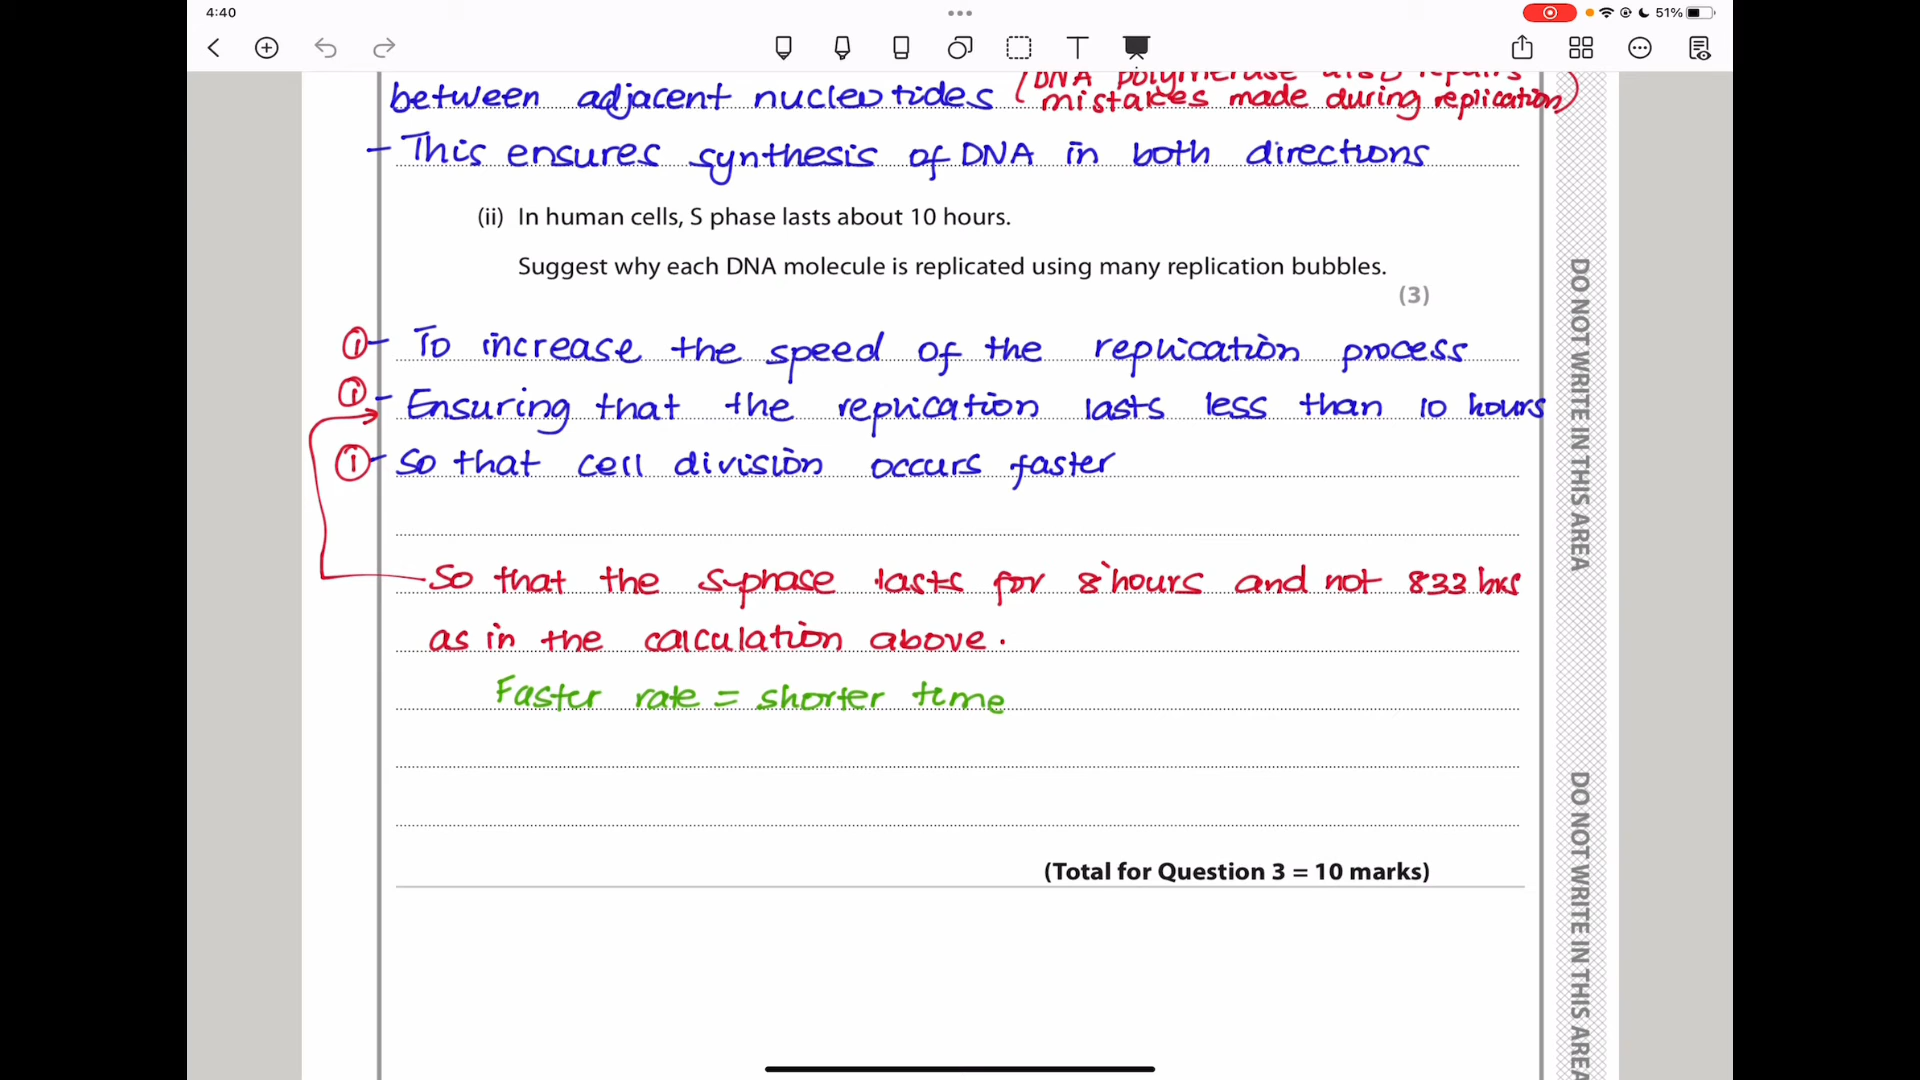 4:40
51%
(DNA polymerase also repairs
between adjacent nucleotides mistakes made during replication)
- This ensures synthesis of DNA in both directions
(ii) In human cells, S phase lasts about 10 hours.
Suggest why each DNA molecule is replicated using many replication bubbles.
(3)
① - To increase the speed of the replication process
① - Ensuring that the replication lasts less than 10 hours
① - So that cell division occurs faster
So that the S-phase lasts for 8 hours and not 833 hrs
as in the calculation above.
Faster rate = shorter time
(Total for Question 3 = 10 marks)
DO NOT WRITE IN THIS AREA
DO NOT WRITE IN THIS AREA